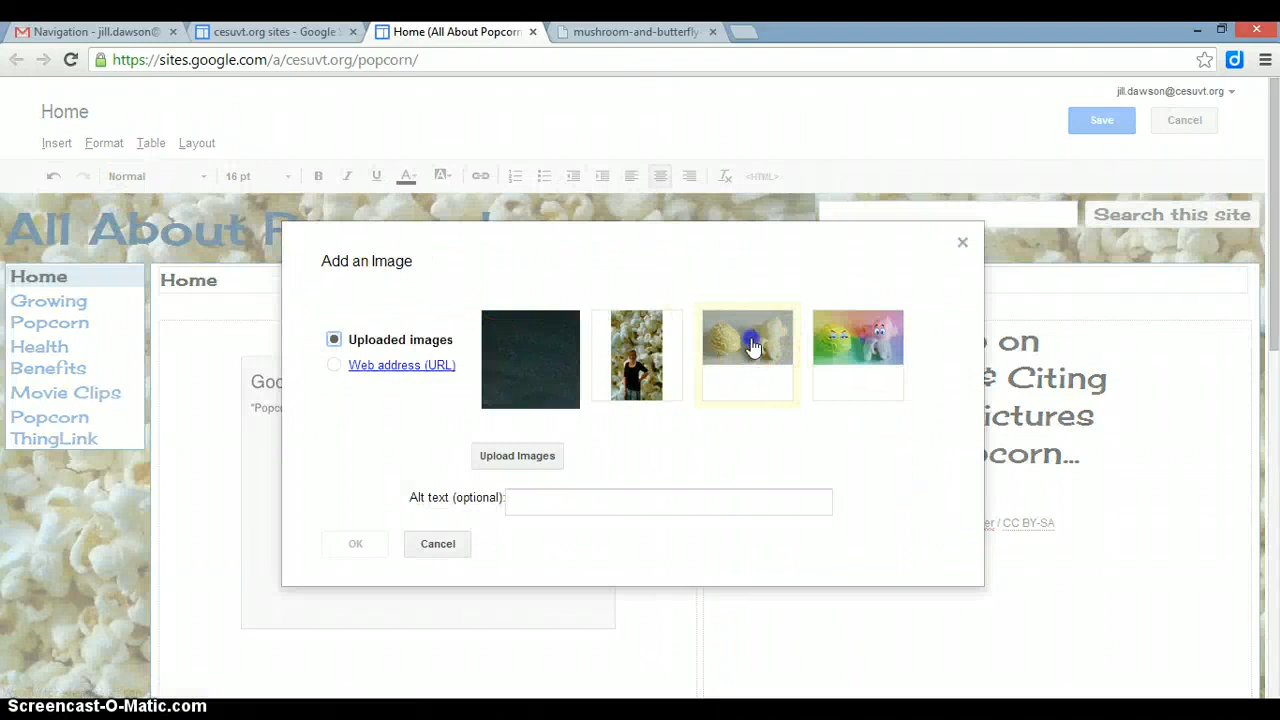 Navigation - jill.dawson@
cesuvt.org sites - Google
Home (All About Popcorn
mushroom-and-butterfly-
https://sites.google.com/a/cesuvt.org/popcorn/
jill.dawson@cesuvt.org
Home
Save
Cancel
Insert Format Table Layout
Normal 16 pt B I U A A <HTML>
All About P
Search this site
Home
Growing
Popcorn
Health
Benefits
Movie Clips
Popcorn
ThingLink
Home
Goo
"Popc
on
& Citing
ictures
ocorn...
er / CC BY-SA
Add an Image
Uploaded images
Web address (URL)
Upload Images
Alt text (optional):
OK
Cancel
Screencast-O-Matic.com